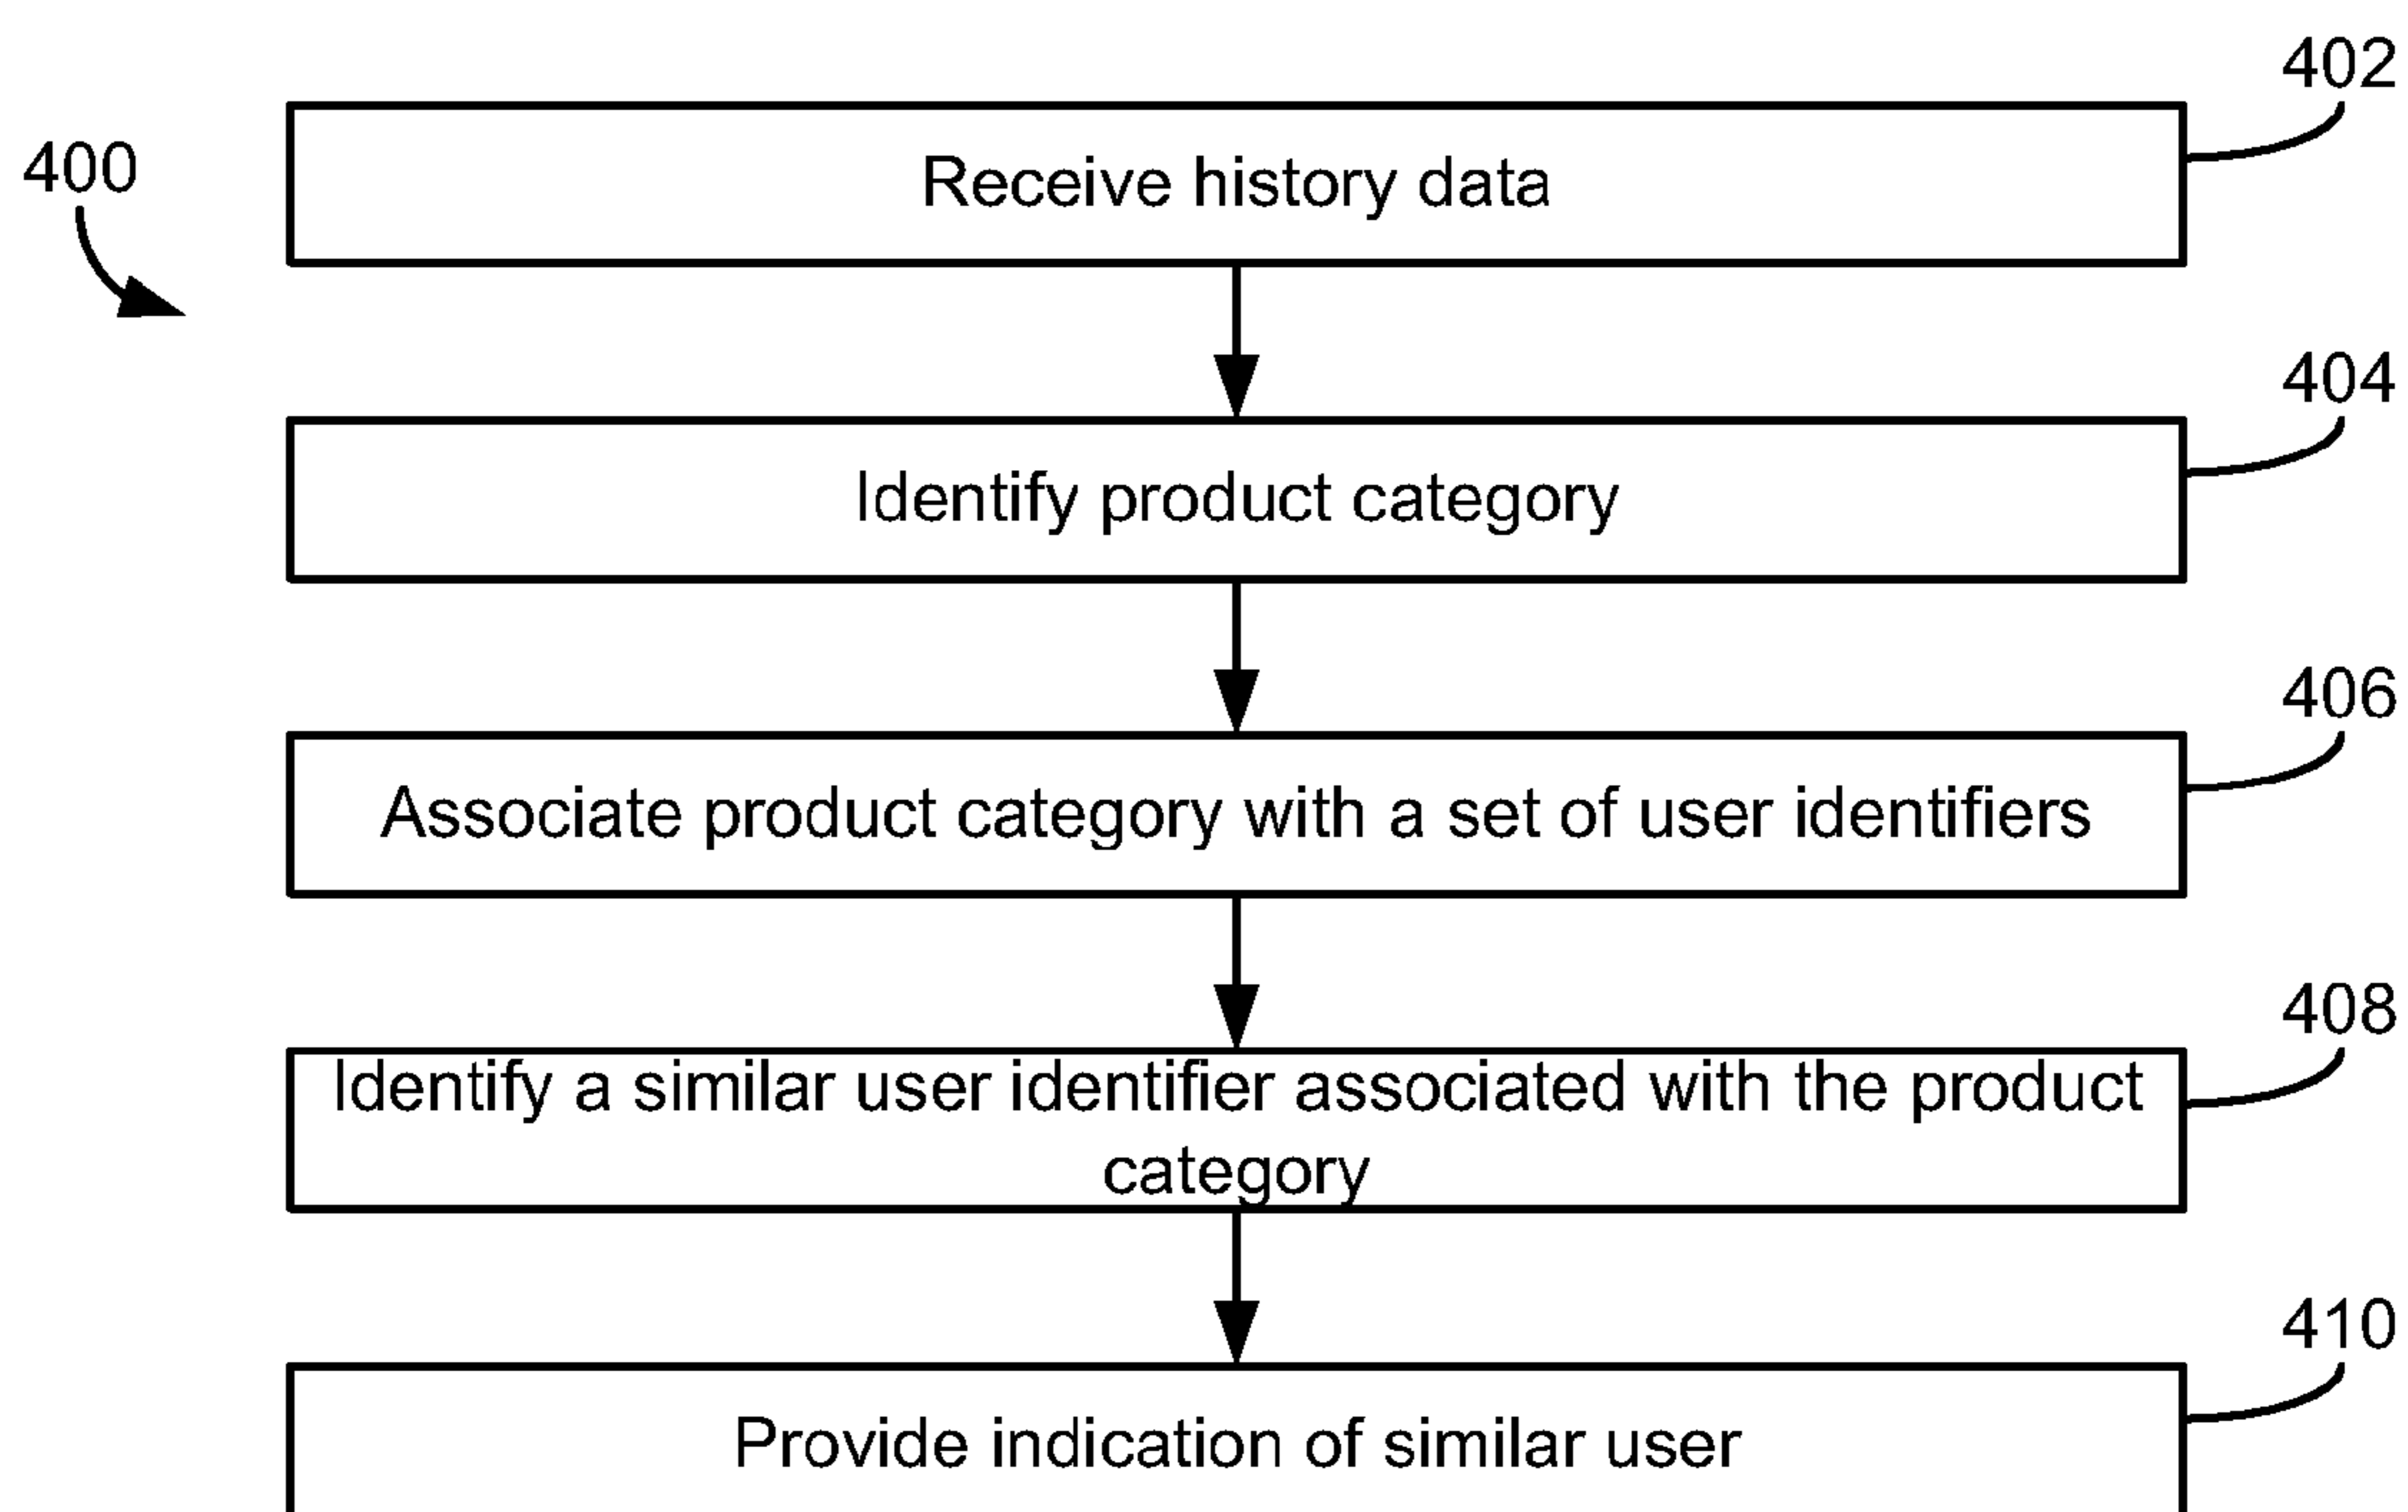 402
400
Receive history data
404
Identify product category
406
Associate product category with a set of user identifiers
408
Identify a similar user identifier associated with the product
category
410
Provide indication of similar user